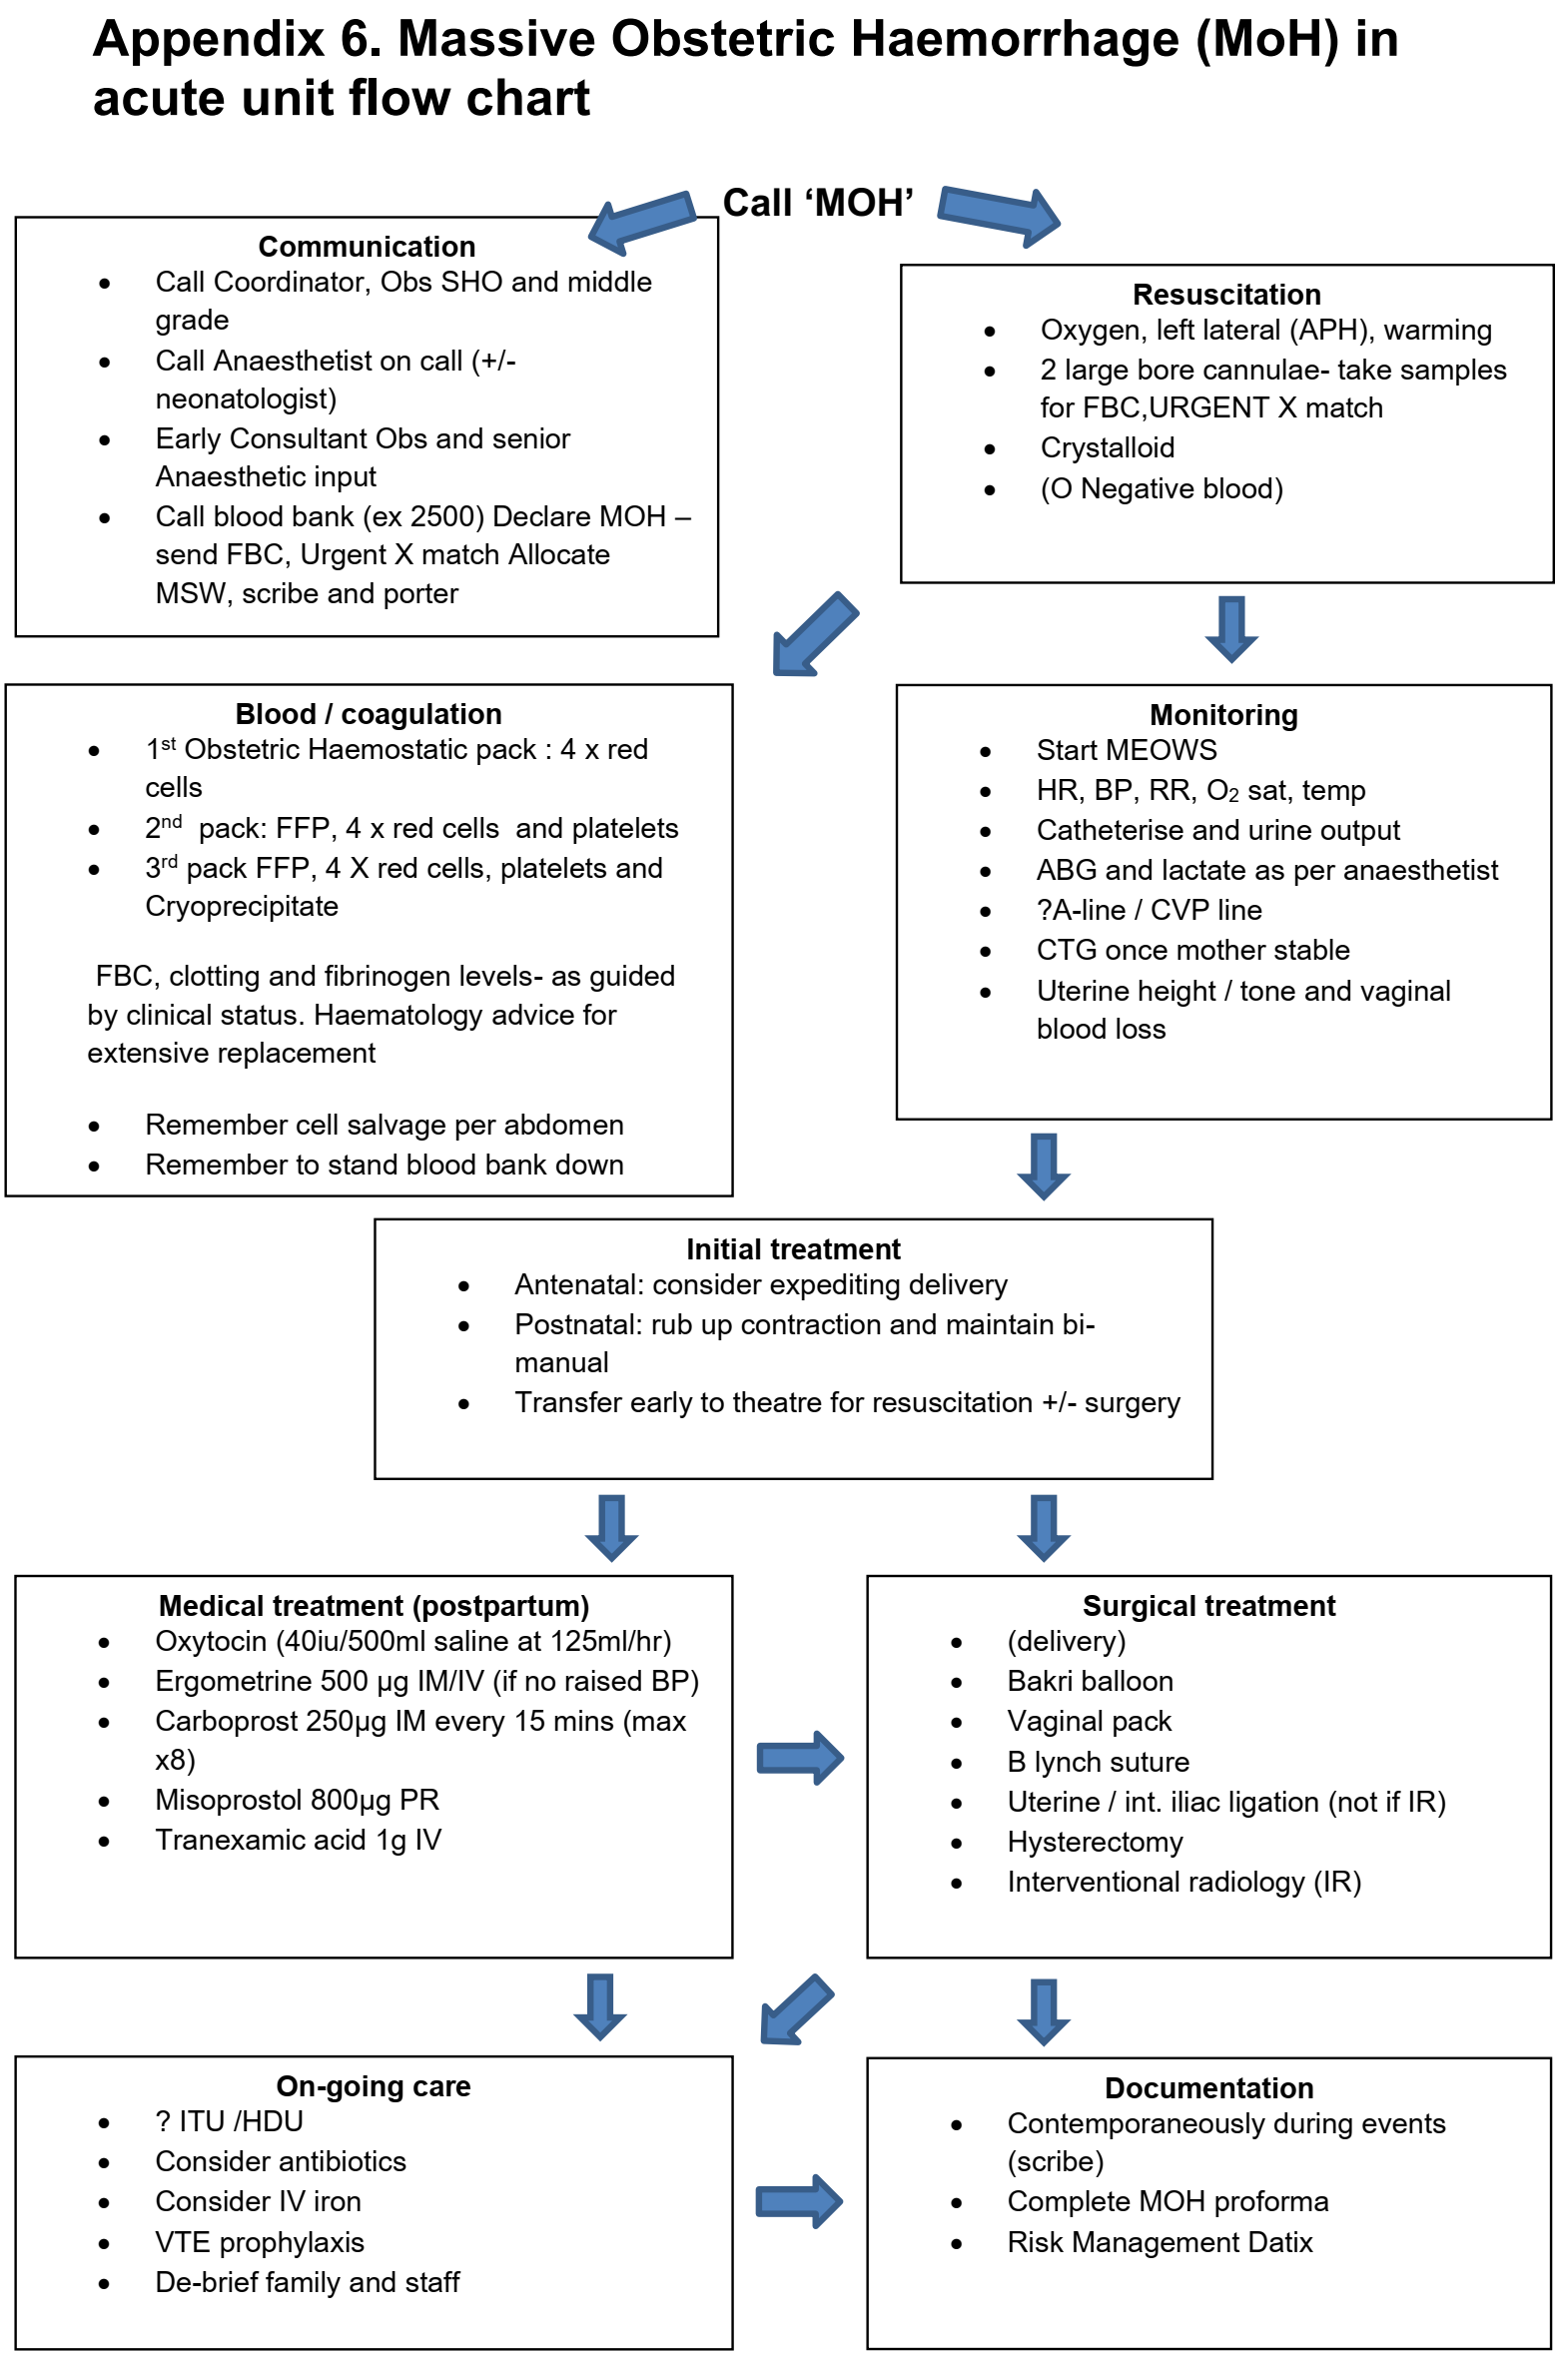 Appendix 6. Massive Obstetric Haemorrhage (MoH) in
acute unit flow chart
Call ‘MOH’
Communication
• Call Coordinator, Obs SHO and middle
grade
• Call Anaesthetist on call (+/-
neonatologist)
• Early Consultant Obs and senior
Anaesthetic input
• Call blood bank (ex 2500) Declare MOH –
send FBC, Urgent X match Allocate
MSW, scribe and porter
Resuscitation
• Oxygen, left lateral (APH), warming
• 2 large bore cannulae- take samples
for FBC,URGENT X match
• Crystalloid
• (O Negative blood)
Blood / coagulation
• 1st Obstetric Haemostatic pack : 4 x red
cells
• 2nd pack: FFP, 4 x red cells and platelets
• 3rd pack FFP, 4 X red cells, platelets and
Cryoprecipitate
FBC, clotting and fibrinogen levels- as guided
by clinical status. Haematology advice for
extensive replacement
• Remember cell salvage per abdomen
• Remember to stand blood bank down
Monitoring
• Start MEOWS
• HR, BP, RR, O2 sat, temp
• Catheterise and urine output
• ABG and lactate as per anaesthetist
• ?A-line / CVP line
• CTG once mother stable
• Uterine height / tone and vaginal
blood loss
Initial treatment
• Antenatal: consider expediting delivery
• Postnatal: rub up contraction and maintain bi-
manual
• Transfer early to theatre for resuscitation +/- surgery
Medical treatment (postpartum)
• Oxytocin (40iu/500ml saline at 125ml/hr)
• Ergometrine 500 µg IM/IV (if no raised BP)
• Carboprost 250µg IM every 15 mins (max
x8)
• Misoprostol 800µg PR
• Tranexamic acid 1g IV
Surgical treatment
• (delivery)
• Bakri balloon
• Vaginal pack
• B lynch suture
• Uterine / int. iliac ligation (not if IR)
• Hysterectomy
• Interventional radiology (IR)
On-going care
• ? ITU /HDU
• Consider antibiotics
• Consider IV iron
• VTE prophylaxis
• De-brief family and staff
Documentation
• Contemporaneously during events
(scribe)
• Complete MOH proforma
• Risk Management Datix